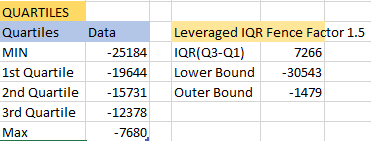 QUARTILES
Quartiles Data Leveraged IQR Fence Factor 1.5
MIN -25184 IQR(Q3-Q1) 7266
1st Quartile -19644 Lower Bound -30543
2nd Quartile -15731 Outer Bound -1479
3rd Quartile -12378
Max -7680